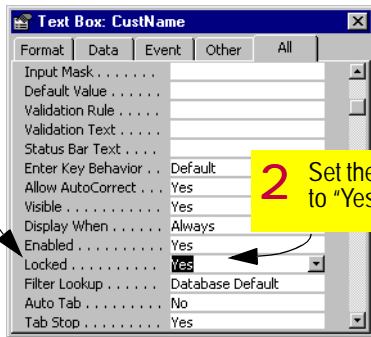 Text Box: CustName
Format Data Event Other All
Input Mask . . . . . . .
Default Value . . . . . .
Validation Rule . . . .
Validation Text . . . .
Status Bar Text . . . .
Enter Key Behavior . . Default
Allow AutoCorrect . . . Yes
Visible . . . . . . . . . . Yes
Display When . . . . . . Always
Enabled . . . . . . . . . Yes
Locked . . . . . . . . . . Yes
Filter Lookup . . . . . . Database Default
Auto Tab . . . . . . . . . No
Tab Stop . . . . . . . . . Yes
2 Set the
to “Yes